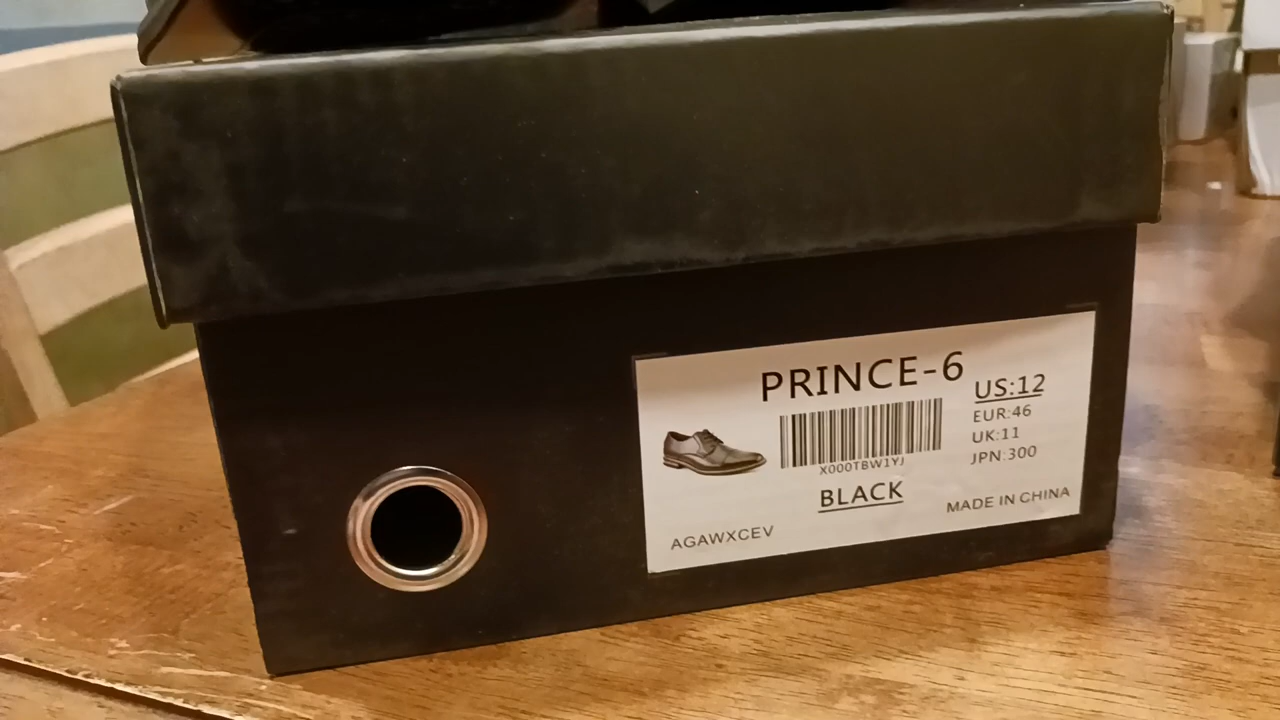 PRINCE-6
US:12
EUR:46
UK:11
JPN:300
X000TBW1YJ
BLACK
AGAWXCEV
MADE IN CHINA